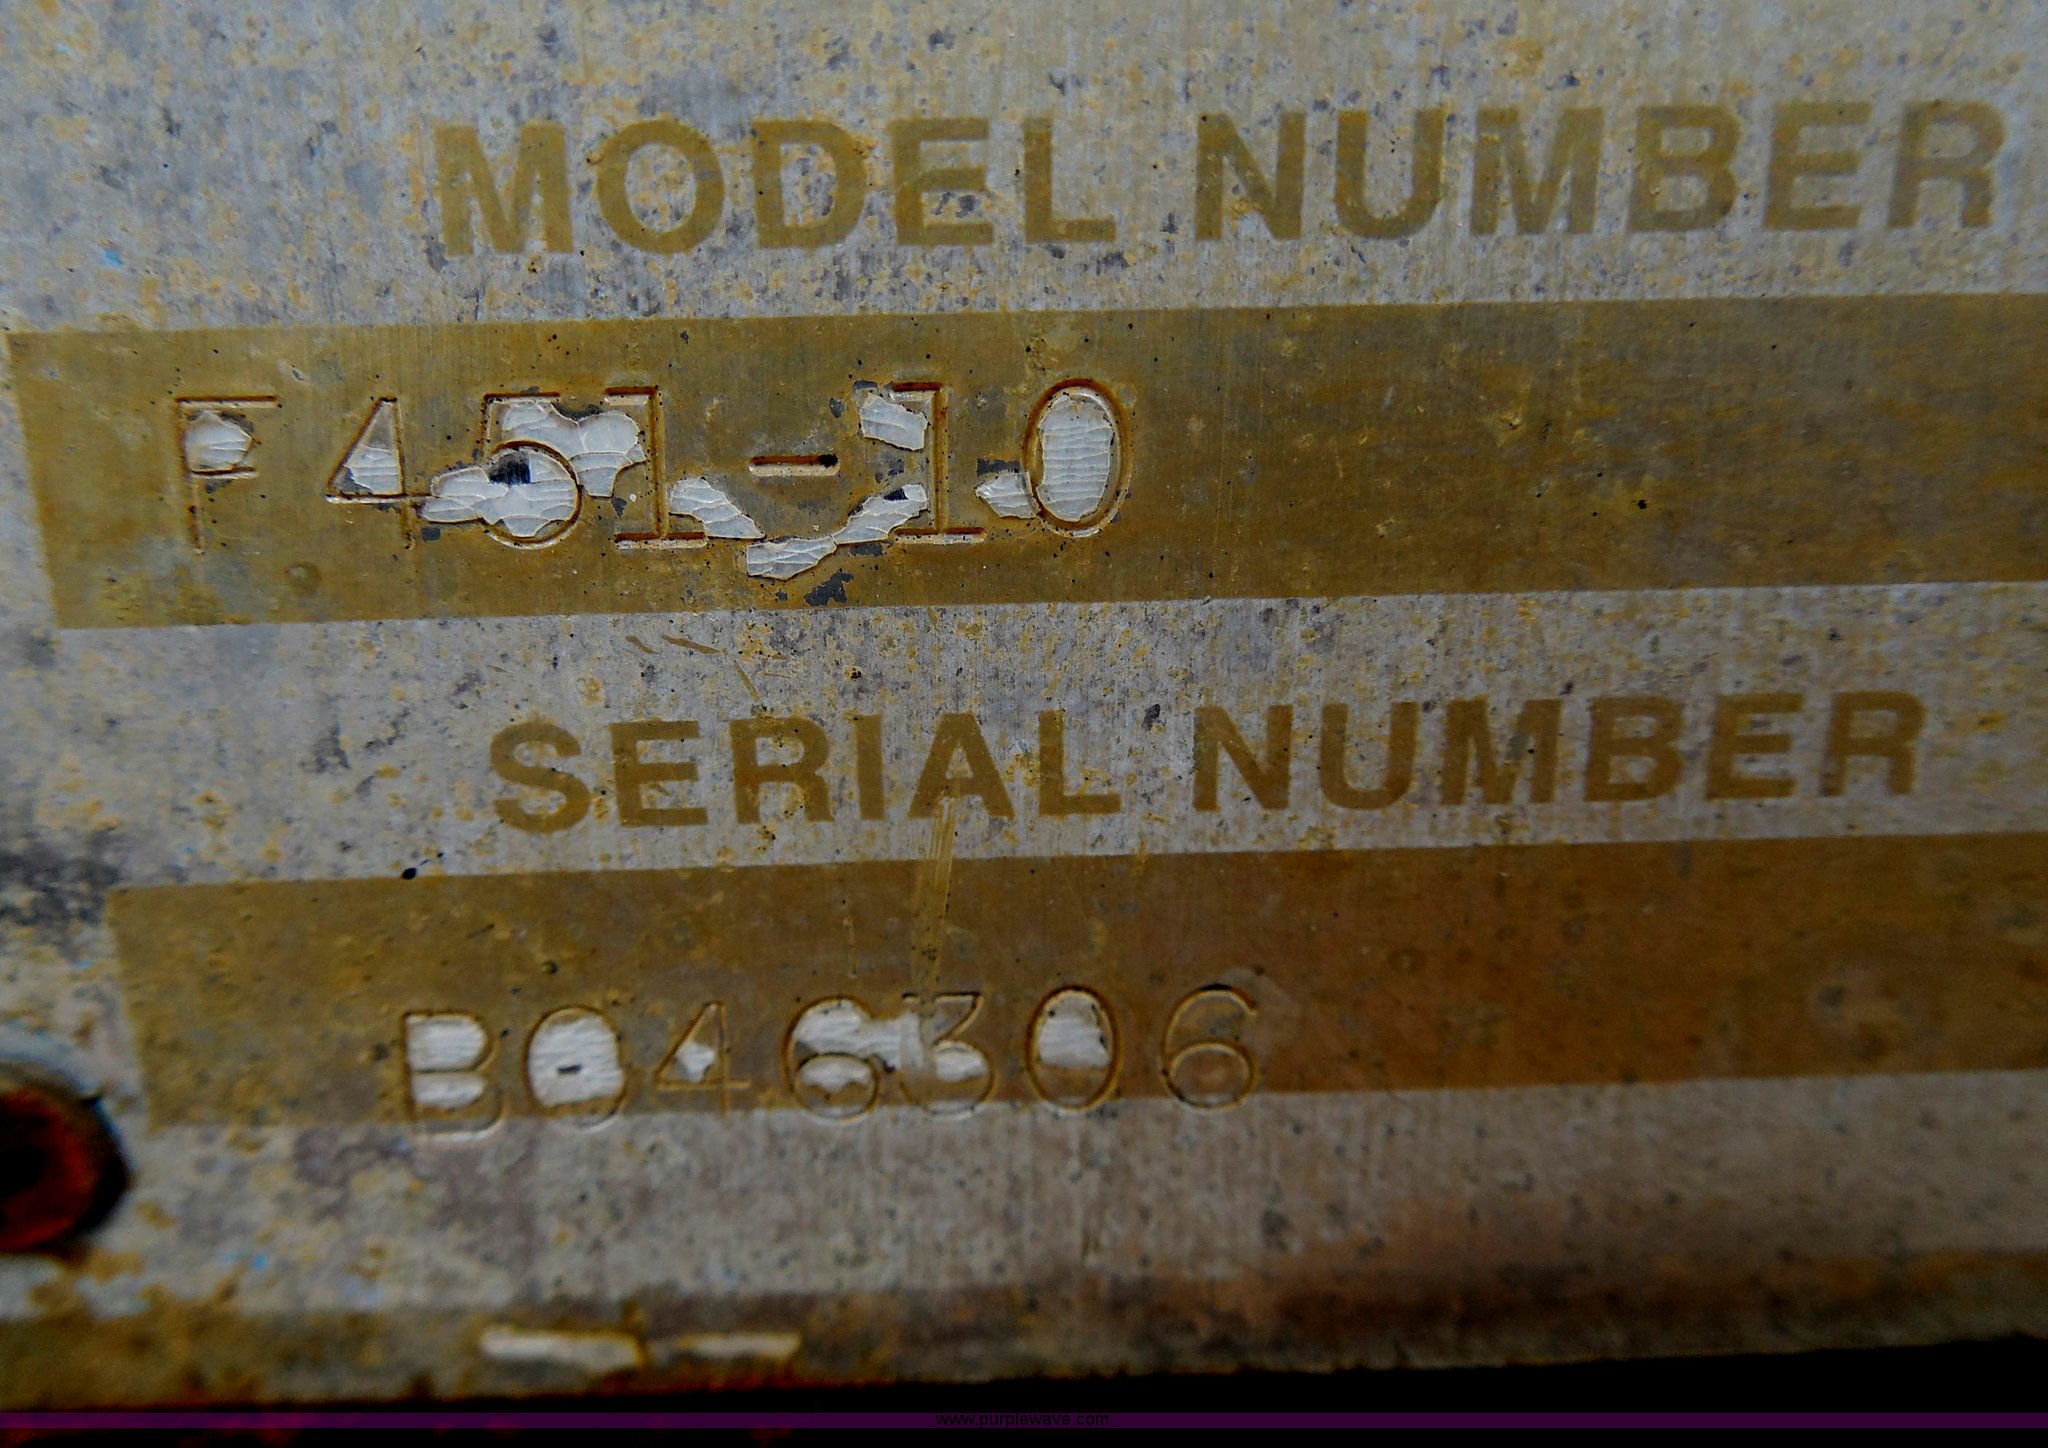 MODEL NUMBER
F451-10
SERIAL NUMBER
B046306
www.purplewave.com